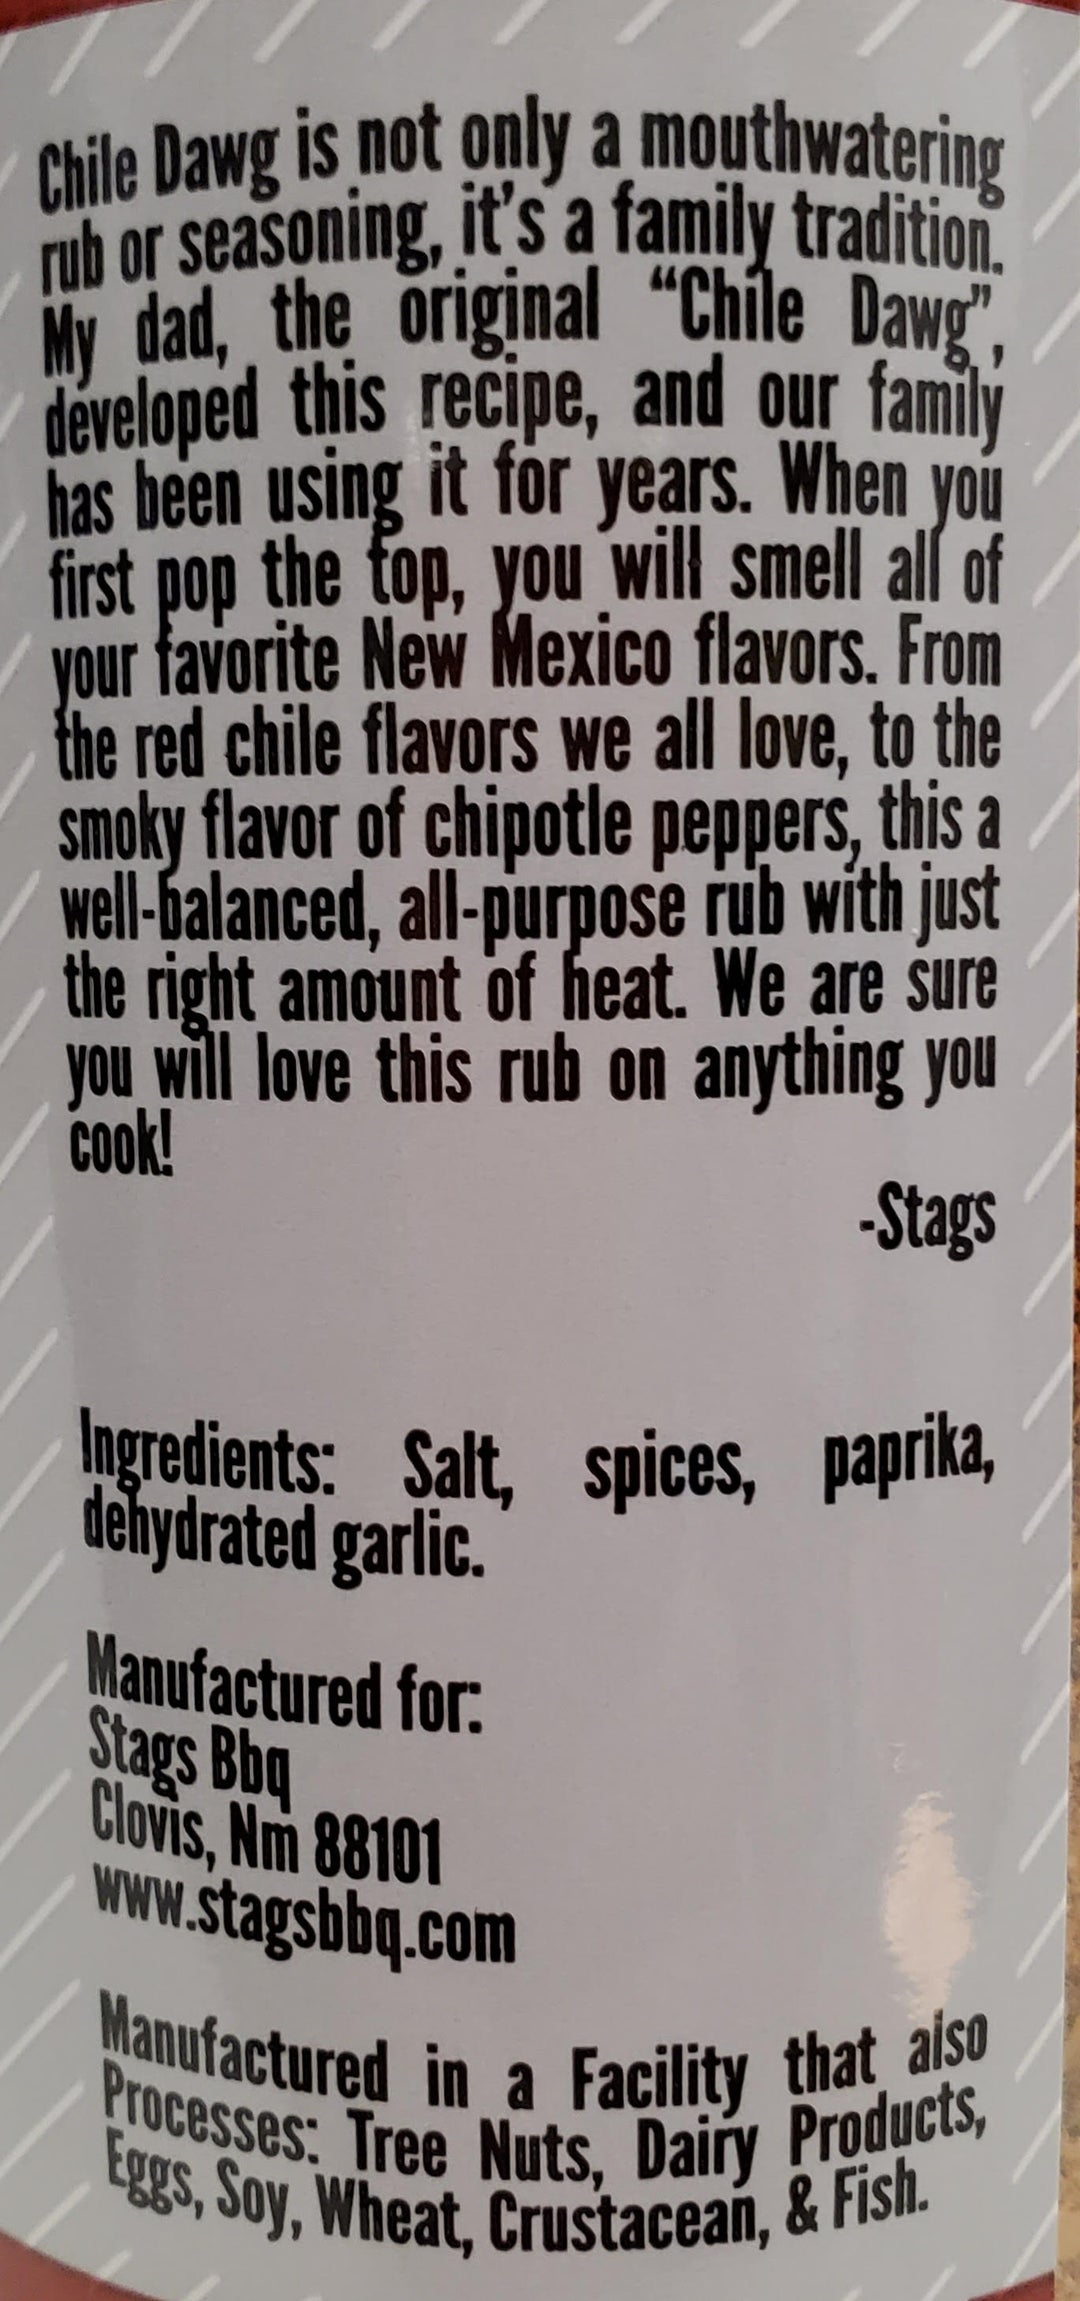 Chile Dawg is not only a mouthwatering
rub or seasoning, it's a family tradition.
My dad, the original “Chile Dawg”,
developed this recipe, and our family
has been using it for years. When you
first pop the top, you will smell all of
your favorite New Mexico flavors. From
the red chile flavors we all love, to the
smoky flavor of chipotle peppers, this a
well-balanced, all-purpose rub with just
the right amount of heat. We are sure
you will love this rub on anything you
cook!
-Stags
Ingredients: Salt, spices, paprika,
dehydrated garlic.
Manufactured for:
Stags Bbq
Clovis, Nm 88101
www.stagsbbq.com
Manufactured in a Facility that also
Processes: Tree Nuts, Dairy Products,
Eggs, Soy, Wheat, Crustacean, & Fish.